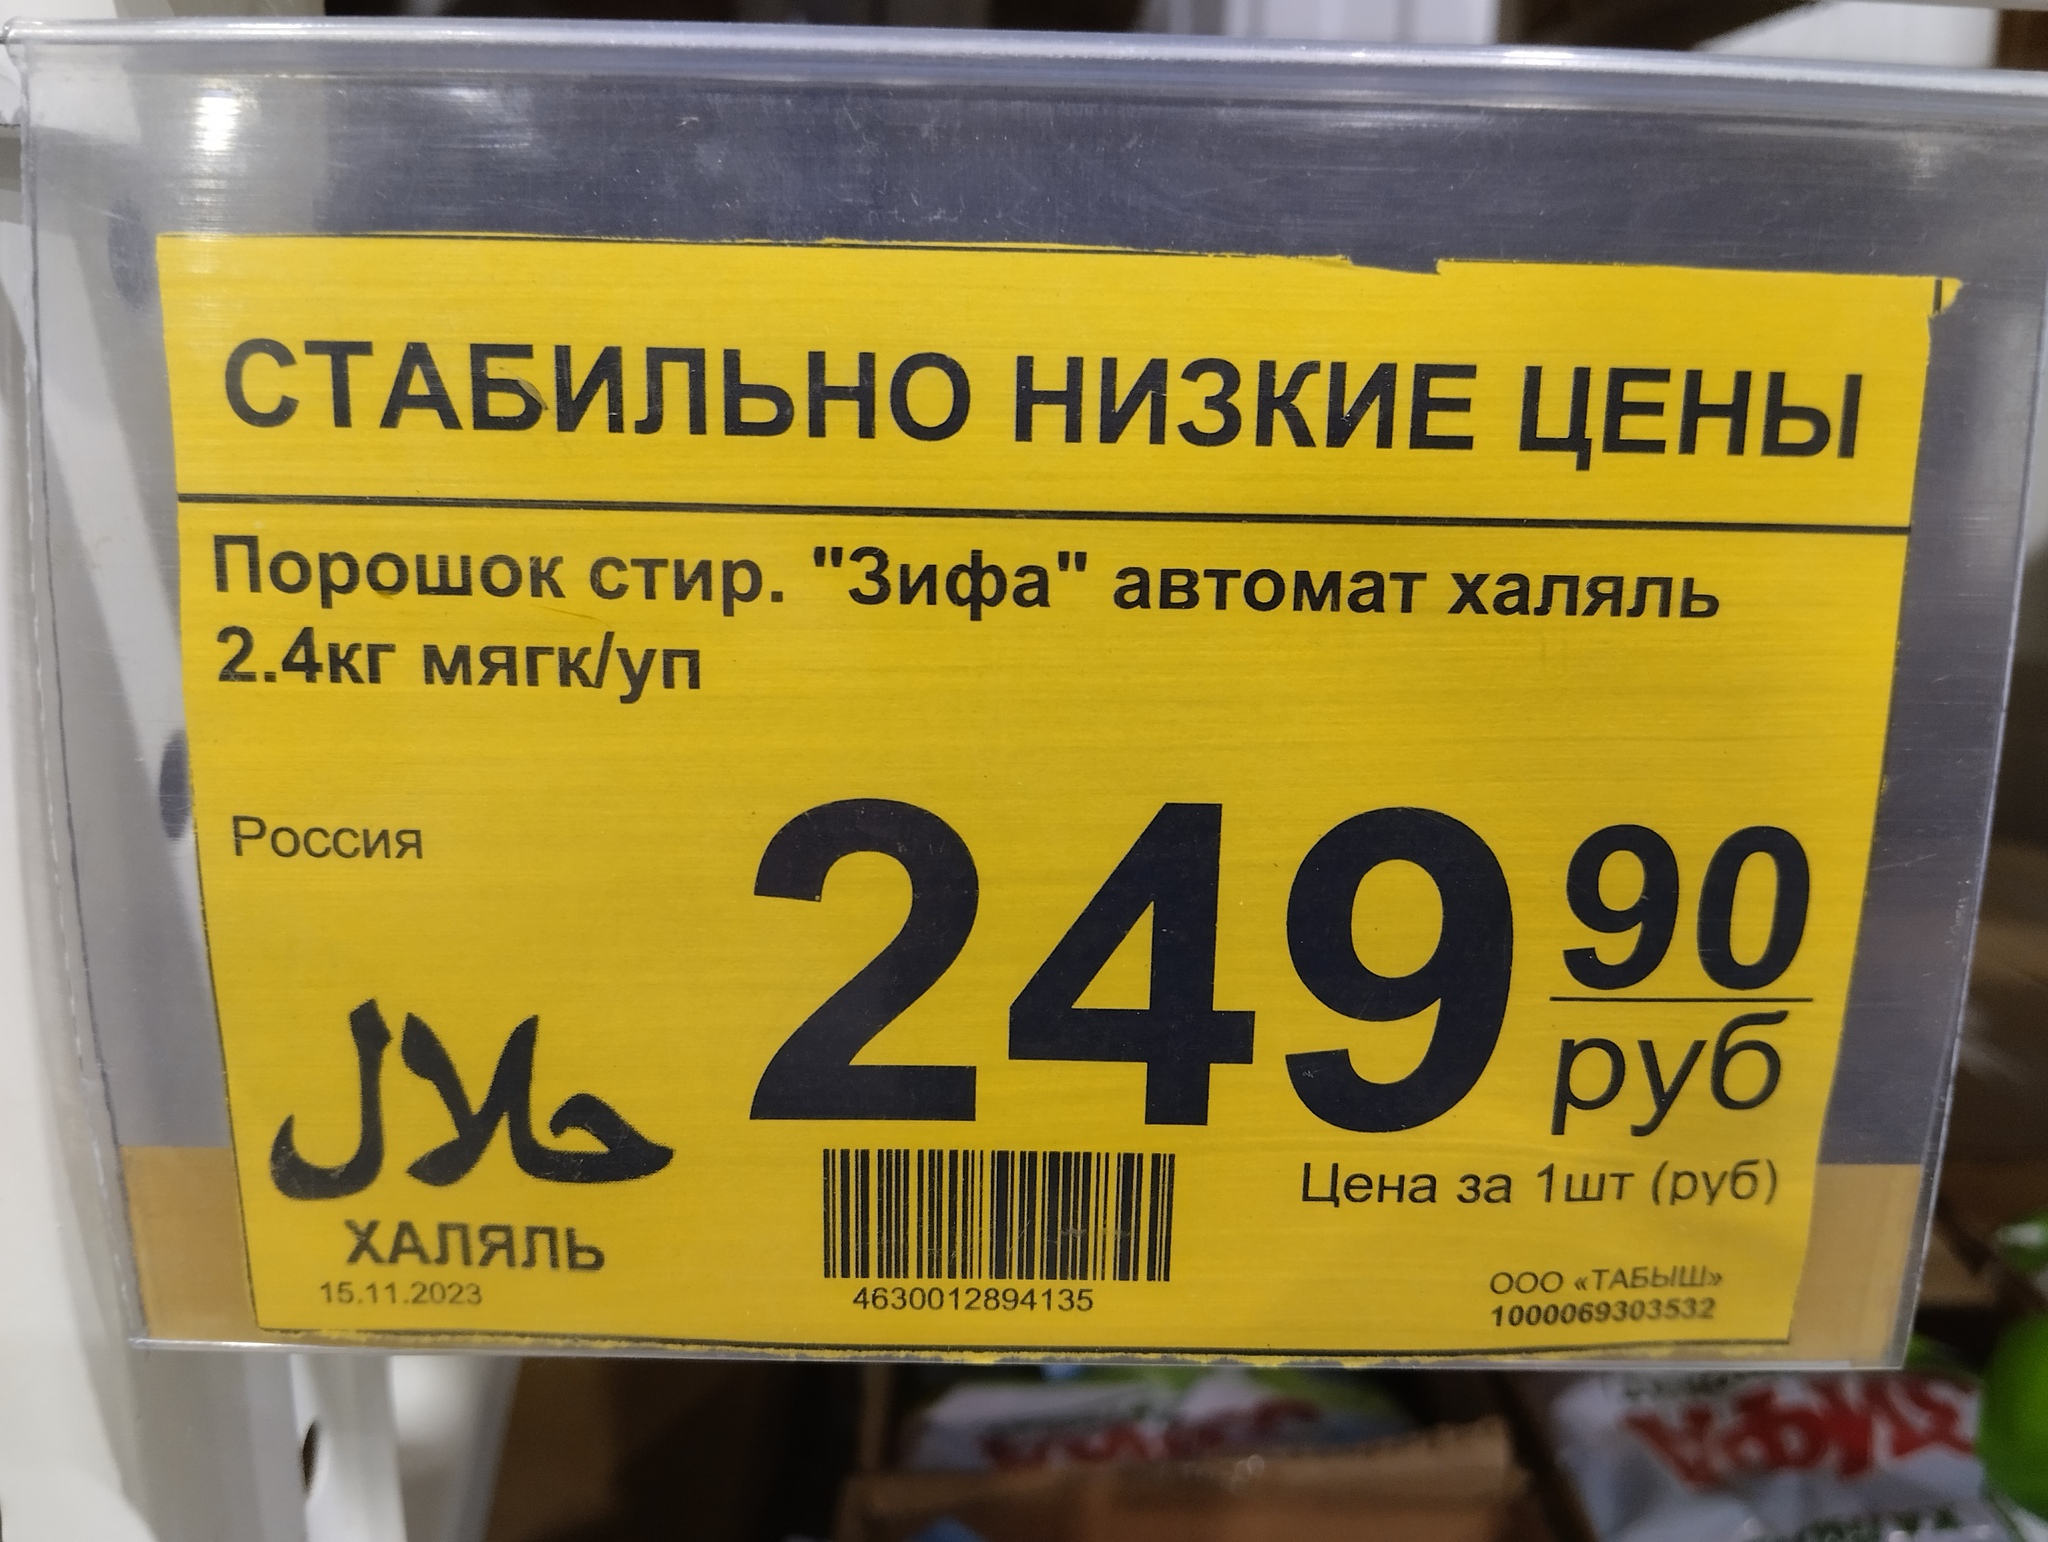 СТАБИЛЬНО НИЗКИЕ ЦЕНЫ
Порошок стир. "Зифа" автомат халяль
2.4кг мягк/уп
Россия
249 90
руб
حلال
ХАЛЯЛЬ
Цена за 1шт (руб)
15.11.2023
4630012894135
ООО «ТАБЫШ»
1000069303532